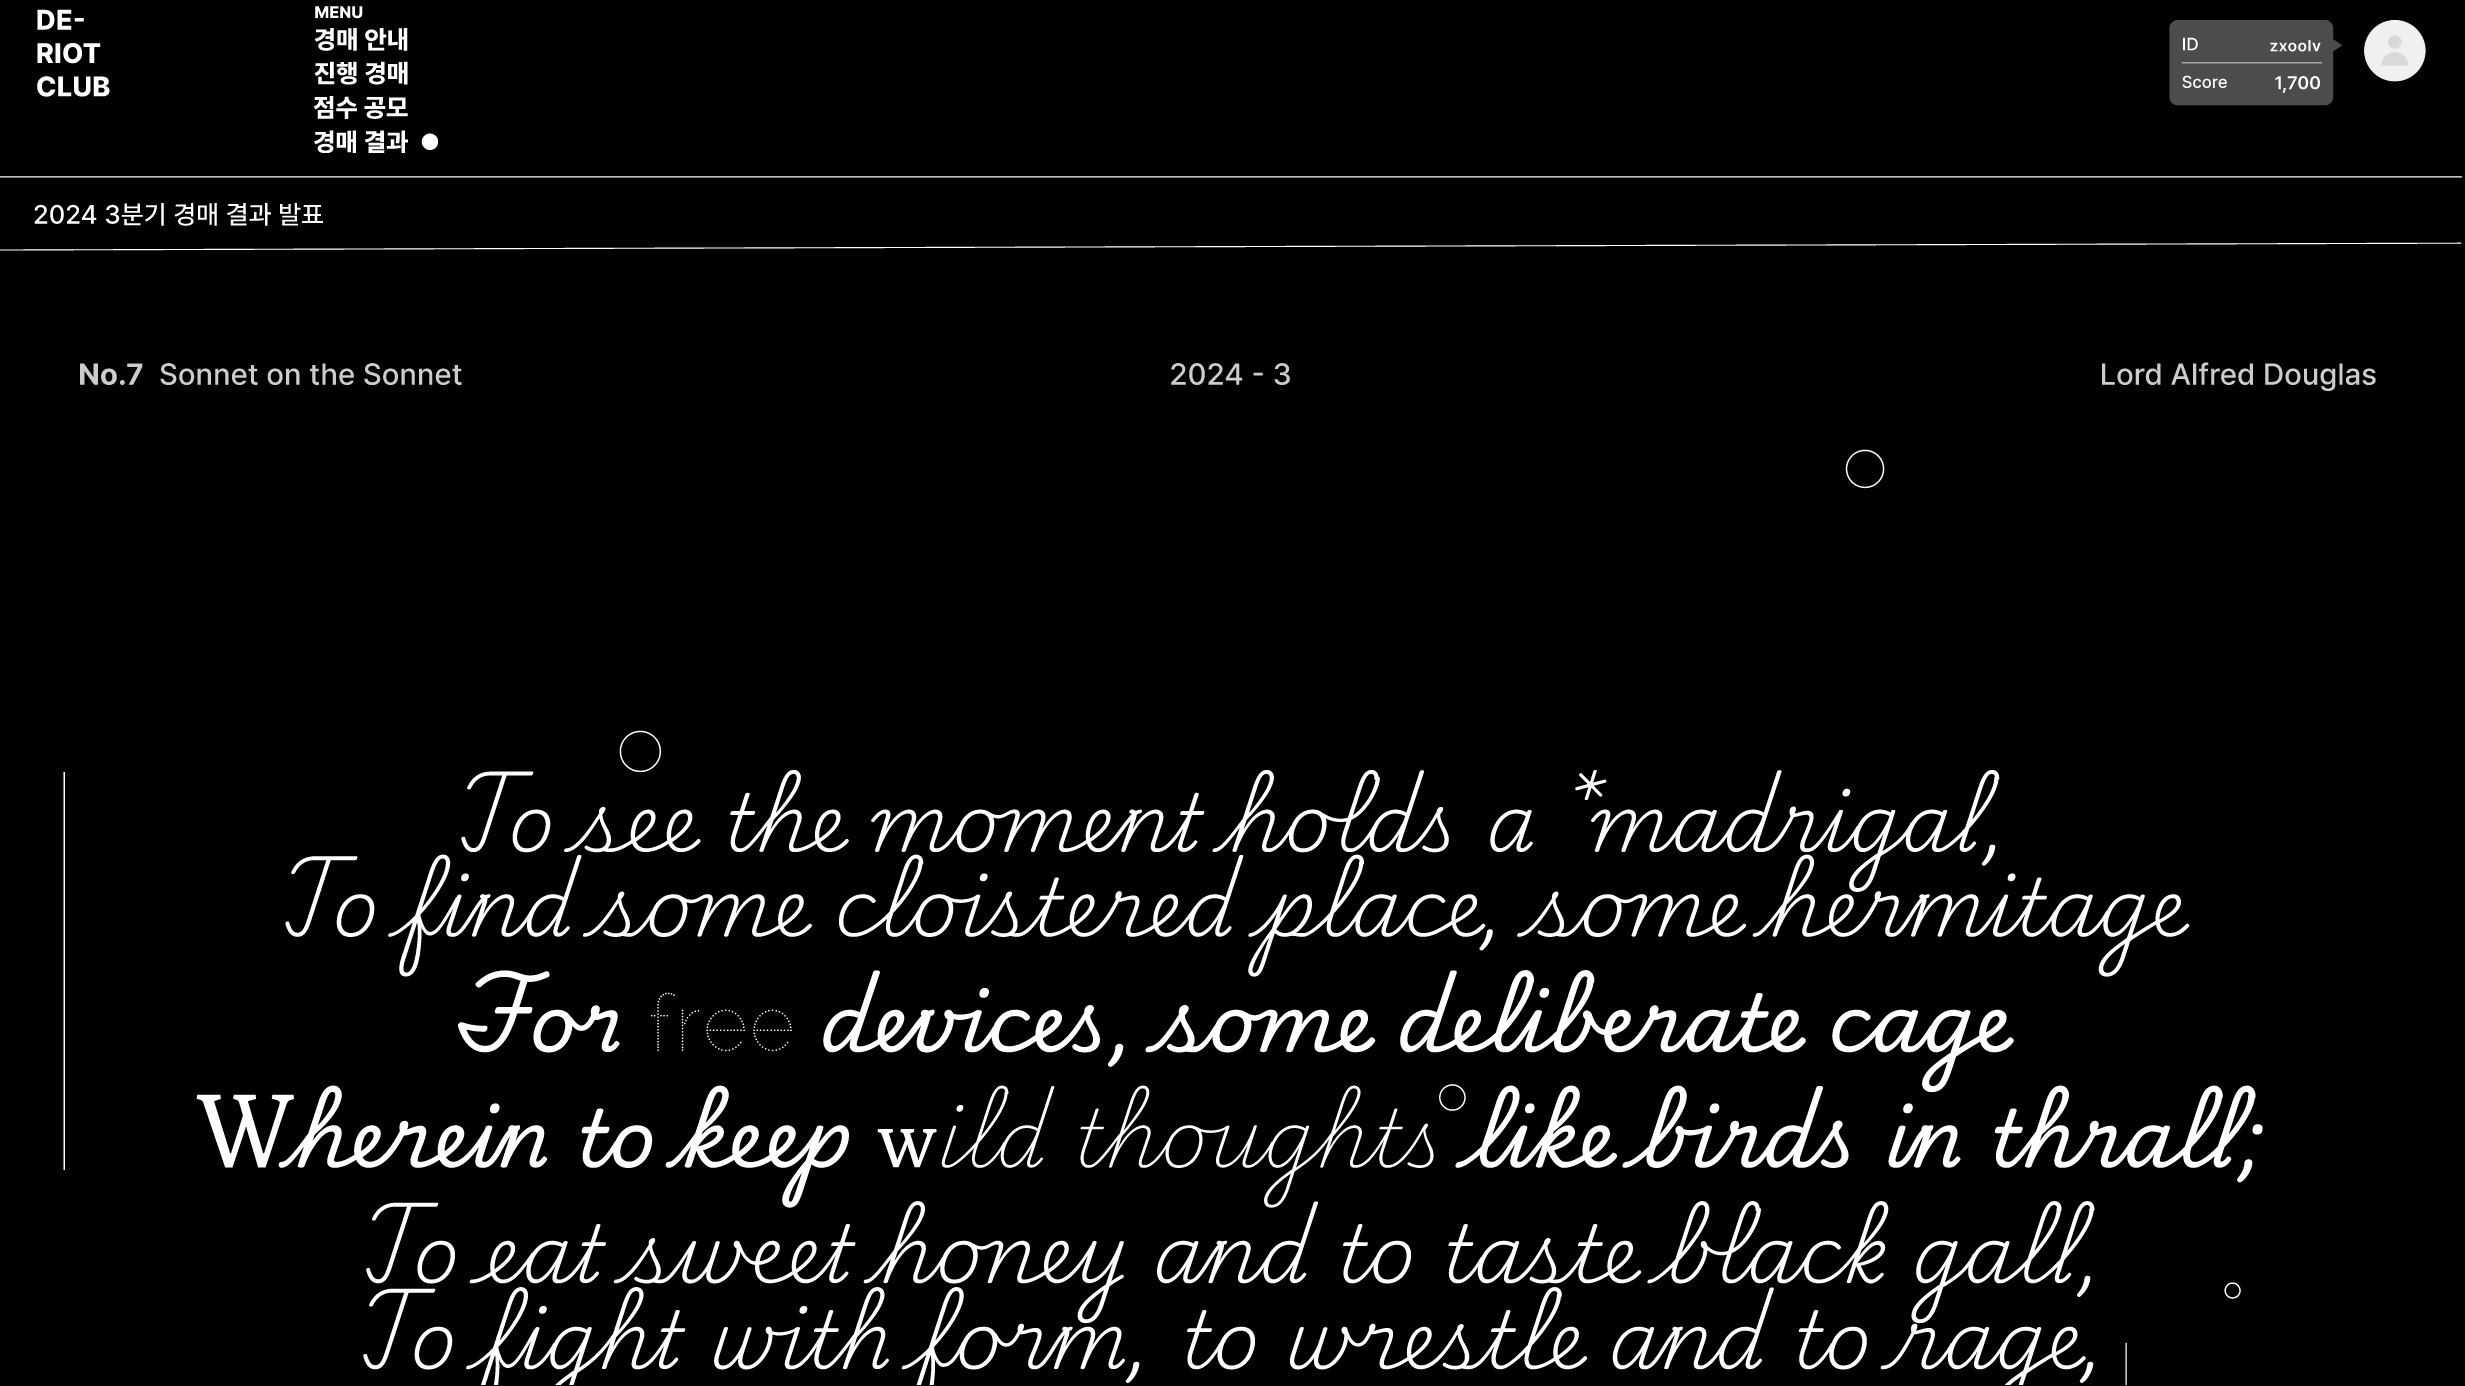 DE-
RIOT
CLUB
MENU
경매 안내
진행 경매
점수 공모
경매 결과
ID zxoolv
Score 1,700
2024 3분기 경매 결과 발표
No.7 Sonnet on the Sonnet
2024 - 3
Lord Alfred Douglas
To see the moment holds a *madrigal,
To find some cloistered place, some hermitage
For free devices, some deliberate cage
Wherein to keep wild thoughts like birds in thrall;
To eat sweet honey and to taste black gall,
To fight with form, to wrestle and to rage,